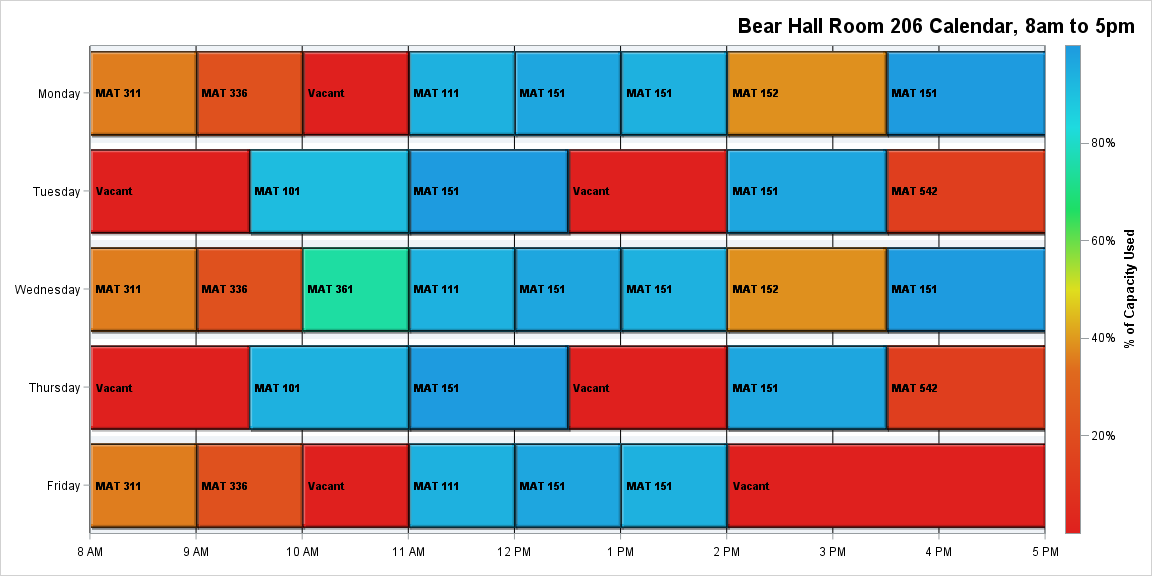 Bear Hall Room 206 Calendar, 8am to 5pm
Monday
MAT 311
MAT 336
Vacant
MAT 111
MAT 151
MAT 151
MAT 152
MAT 151
Tuesday
Vacant
MAT 101
MAT 151
Vacant
MAT 151
MAT 542
Wednesday
MAT 311
MAT 336
MAT 361
MAT 111
MAT 151
MAT 151
MAT 152
MAT 151
Thursday
Vacant
MAT 101
MAT 151
Vacant
MAT 151
MAT 542
Friday
MAT 311
MAT 336
Vacant
MAT 111
MAT 151
MAT 151
Vacant
8 AM
9 AM
10 AM
11 AM
12 PM
1 PM
2 PM
3 PM
4 PM
5 PM
80%
60%
40%
20%
% of Capacity Used